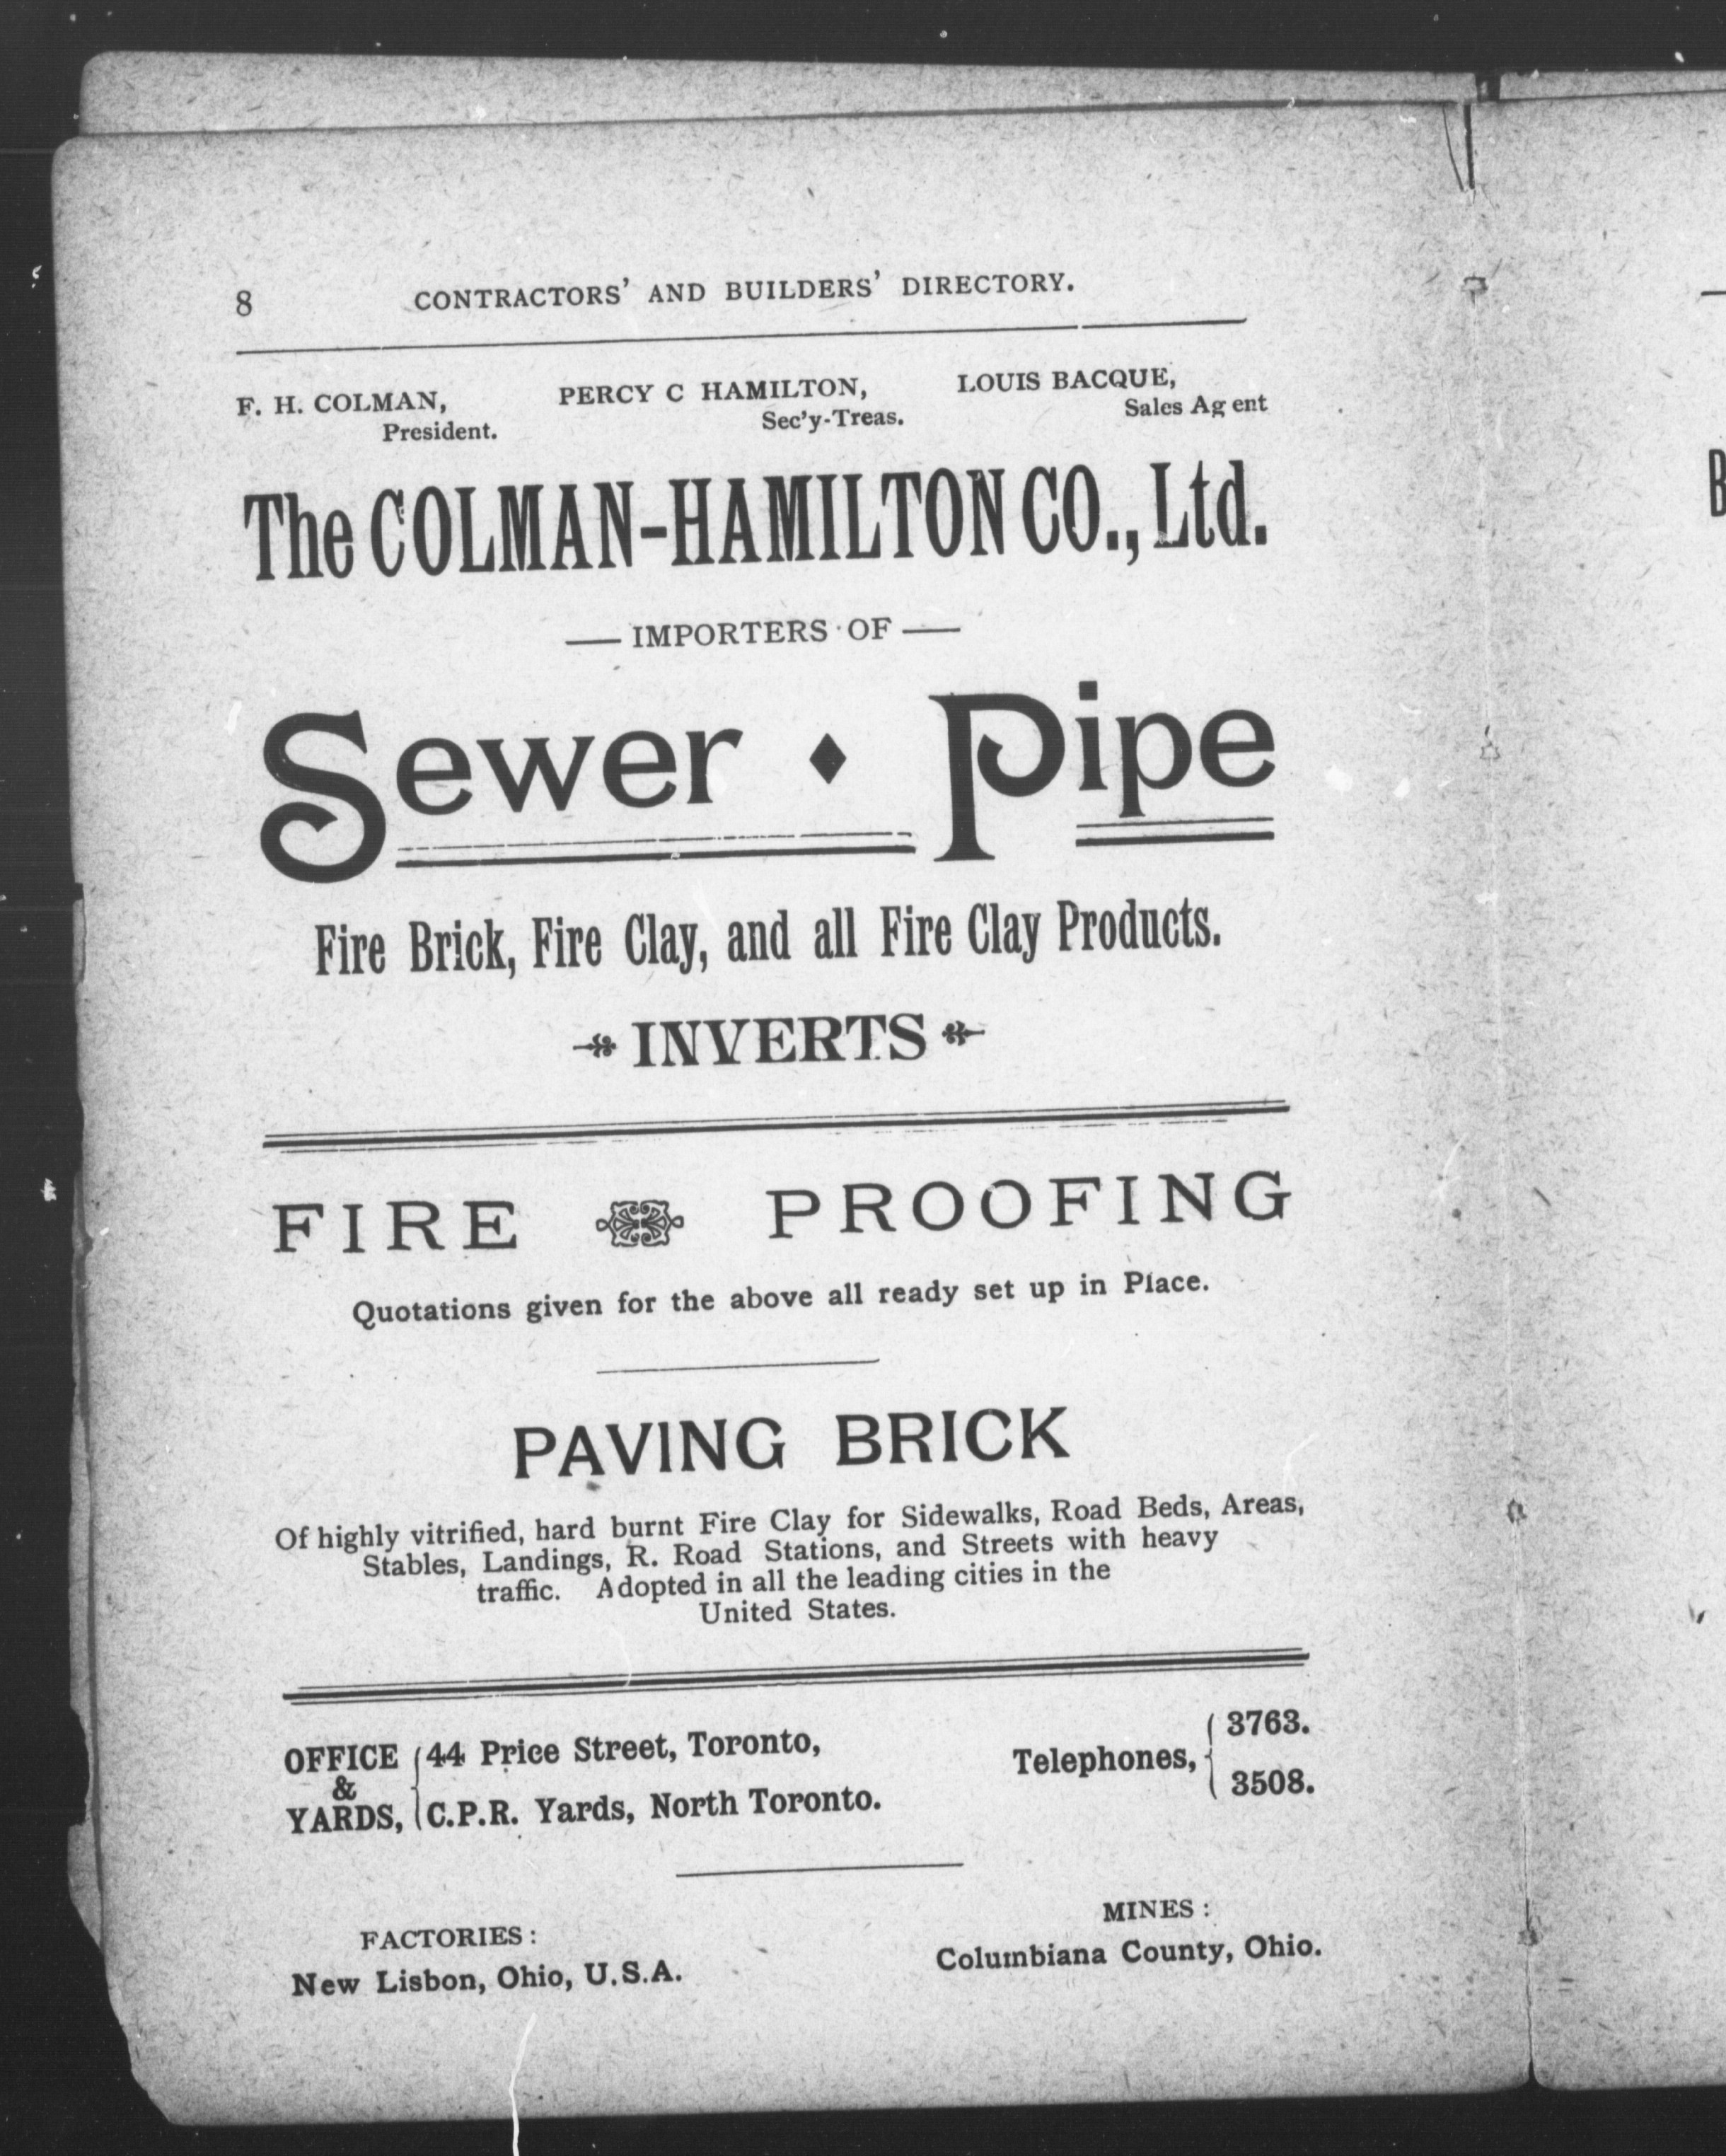 8 CONTRACTORS' AND BUILDERS' DIRECTORY.
F. H. COLMAN, PERCY C HAMILTON, LOUIS BACQUE,
President. Sec'y-Treas. Sales Agent
The COLMAN-HAMILTON CO., Ltd.
— IMPORTERS OF —
Sewer ♦ Pipe
Fire Brick, Fire Clay, and all Fire Clay Products.
INVERTS
FIRE PROOFING
Quotations given for the above all ready set up in Place.
PAVING BRICK
Of highly vitrified, hard burnt Fire Clay for Sidewalks, Road Beds, Areas,
Stables, Landings, R. Road Stations, and Streets with heavy
traffic. Adopted in all the leading cities in the
United States.
OFFICE & YARDS, { 44 Price Street, Toronto,
C.P.R. Yards, North Toronto.
Telephones, { 3763.
3508.
FACTORIES:
New Lisbon, Ohio, U.S.A.
MINES:
Columbiana County, Ohio.
B